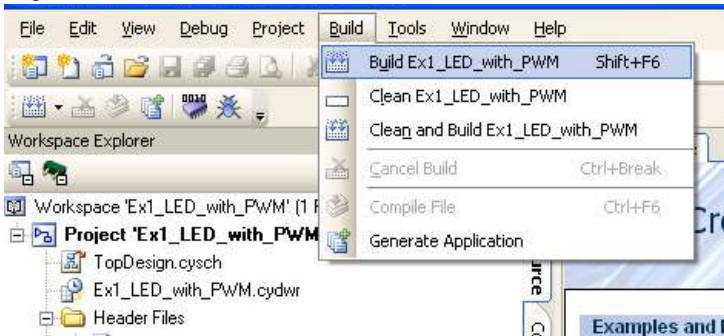 File Edit View Debug Project Build Tools Window Help
Build Ex1_LED_with_PWM Shift+F6
Clean Ex1_LED_with_PWM
Clean and Build Ex1_LED_with_PWM
Cancel Build Ctrl+Break
Compile File Ctrl+F6
Generate Application
Workspace Explorer
Workspace 'Ex1_LED_with_PWM' (1
Project 'Ex1_LED_with_PWM
TopDesign.cysch
Ex1_LED_with_PWM.cydwr
Header Files
Examples and